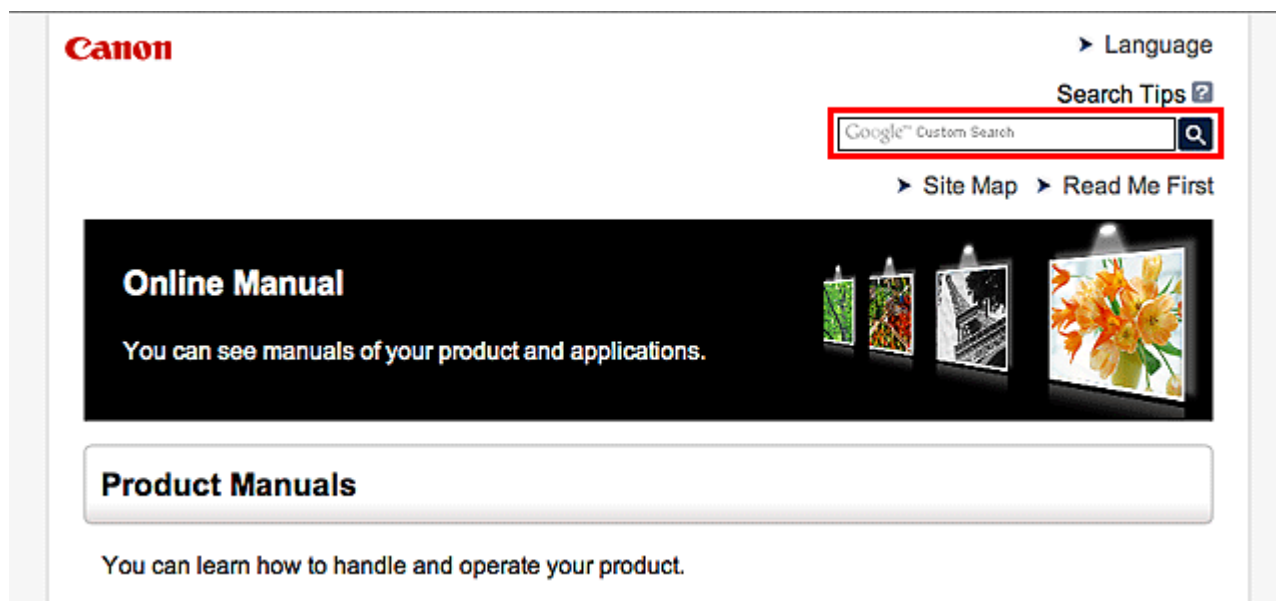 Canon
Language
Search Tips ?
Google™ Custom Search
Site Map Read Me First
Online Manual
You can see manuals of your product and applications.
Product Manuals
You can learn how to handle and operate your product.